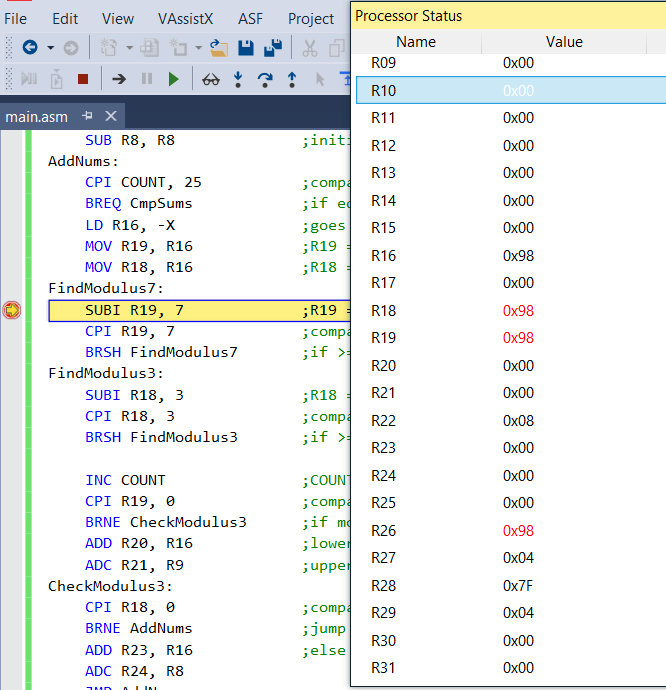 File Edit View VAssistX ASF Project
main.asm
SUB R8, R8 ;initi
AddNums:
CPI COUNT, 25 ;compa
BREQ CmpSums ;if eq
LD R16, -X ;goes
MOV R19, R16 ;R19 =
MOV R18, R16 ;R18 =
FindModulus7:
SUBI R19, 7 ;R19 =
CPI R19, 7 ;compa
BRSH FindModulus7 ;if >=
FindModulus3:
SUBI R18, 3 ;R18 =
CPI R18, 3 ;compa
BRSH FindModulus3 ;if >=
INC COUNT ;COUNT
CPI R19, 0 ;compa
BRNE CheckModulus3 ;if mo
ADD R20, R16 ;lower
ADC R21, R9 ;upper
CheckModulus3:
CPI R18, 0 ;compa
BRNE AddNums ;jump
ADD R23, R16 ;else
ADC R24, R8
Processor Status
Name Value
R09 0x00
R10 0x00
R11 0x00
R12 0x00
R13 0x00
R14 0x00
R15 0x00
R16 0x98
R17 0x00
R18 0x98
R19 0x98
R20 0x00
R21 0x00
R22 0x08
R23 0x00
R24 0x00
R25 0x00
R26 0x98
R27 0x04
R28 0x7F
R29 0x04
R30 0x00
R31 0x00